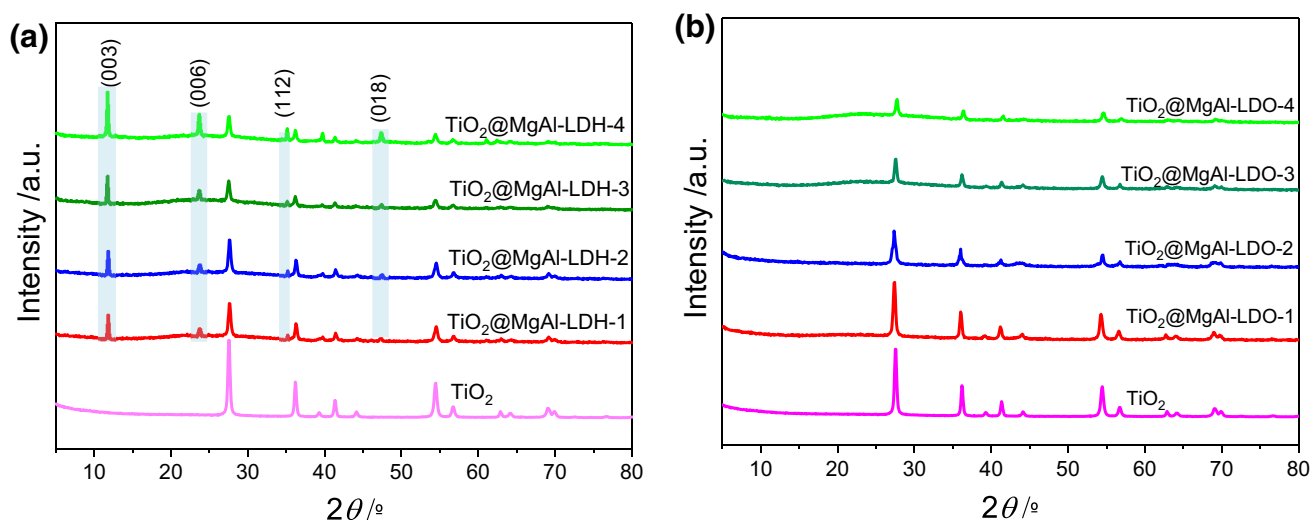 (a)
Intensity /a.u.
(003)
(006)
(112)
(018)
TiO2@MgAl-LDH-4
TiO2@MgAl-LDH-3
TiO2@MgAl-LDH-2
TiO2@MgAl-LDH-1
TiO2
10 20 30 40 50 60 70 80
2θ/º
(b)
Intensity /a.u.
TiO2@MgAl-LDO-4
TiO2@MgAl-LDO-3
TiO2@MgAl-LDO-2
TiO2@MgAl-LDO-1
TiO2
10 20 30 40 50 60 70 80
2θ/º